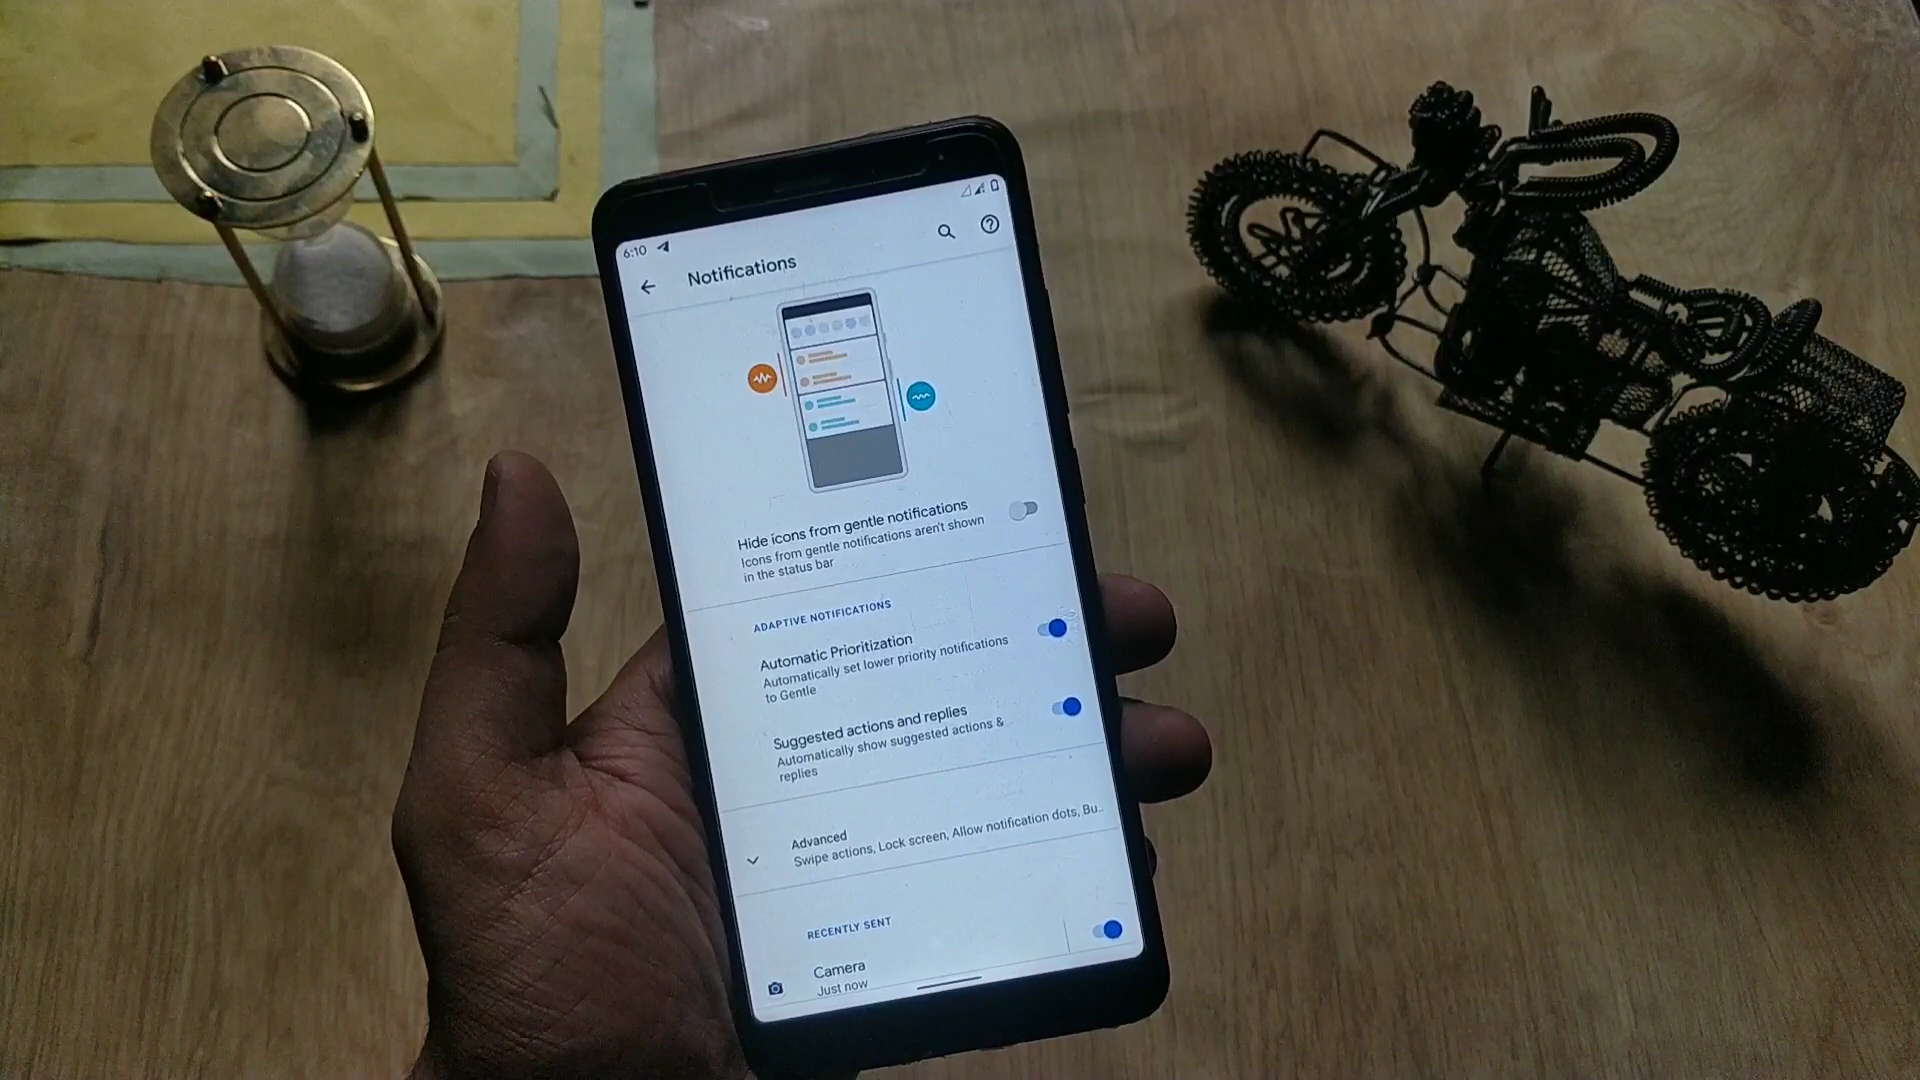 6:10
Notifications
Hide icons from gentle notifications
Icons from gentle notifications aren't shown
in the status bar
ADAPTIVE NOTIFICATIONS
Automatic Prioritization
Automatically set lower priority notifications
to Gentle
Suggested actions and replies
Automatically show suggested actions &
replies
Advanced
Swipe actions, Lock screen, Allow notification dots, Bu..
RECENTLY SENT
Camera
Just now